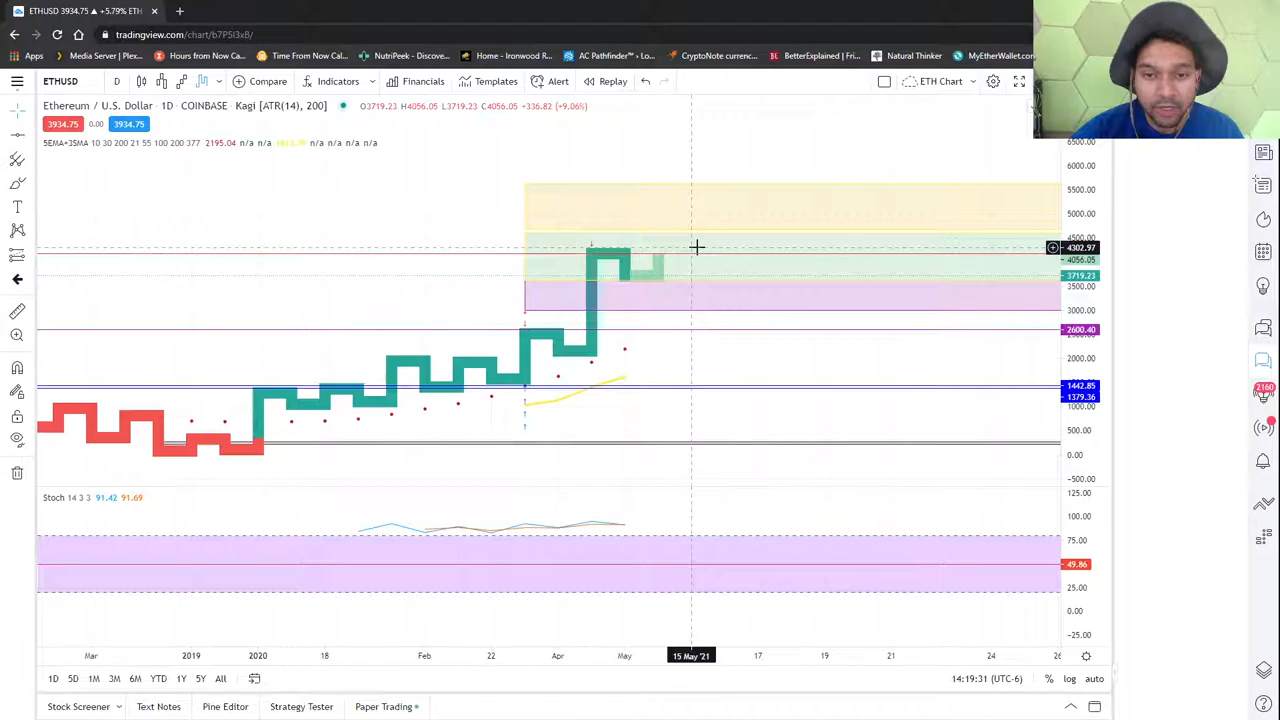 ETHUSD 3934.75 ▲ +5.79% ETH
tradingview.com/chart/b7P5I3xB/
Apps
Media Server | Plex,...
Hours from Now Cal...
Time From Now Cal...
NutriPeek - Discove...
Home - Ironwood R...
AC Pathfinder™ › Lo...
CryptoNote currenc...
BetterExplained | Fri...
Natural Thinker
MyEtherWallet.com
ETHUSD D Compare Indicators Financials Templates Alert Replay ETH Chart
Ethereum / U.S. Dollar · 1D · COINBASE · Kagi [ATR(14), 200] O3719.23 H4056.05 L3719.23 C4056.05 +336.82 (+9.06%)
3934.75 0.00 3934.75
5EMA+3SMA 10 30 200 21 55 100 200 377 2195.04 n/a n/a n/a n/a n/a n/a
6500.00
6000.00
5500.00
5000.00
4500.00
4302.97
4056.05
3719.23
3500.00
3000.00
2600.40
2000.00
1442.85
1379.36
1000.00
500.00
0.00
-500.00
2160
Stoch 14 3 3 91.42 91.69
125.00
100.00
75.00
49.86
25.00
0.00
-25.00
Mar 2019 2020 18 Feb 22 Apr May 15 May '21 17 19 21 24 26
1D 5D 1M 3M 6M YTD 1Y 5Y All 14:19:31 (UTC-6) % log auto
Stock Screener Text Notes Pine Editor Strategy Tester Paper Trading